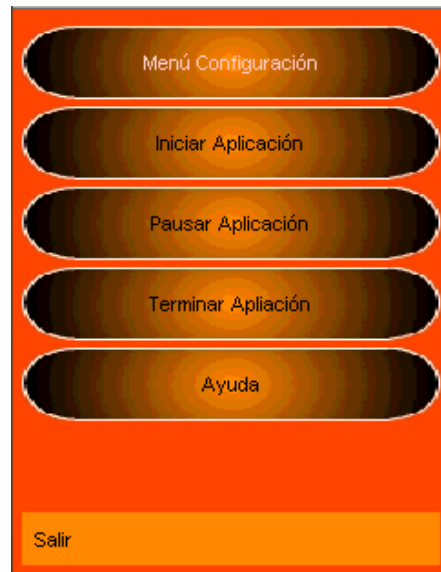 Menú Configuración
Iniciar Aplicación
Pausar Aplicación
Terminar Apliación
Ayuda
Salir